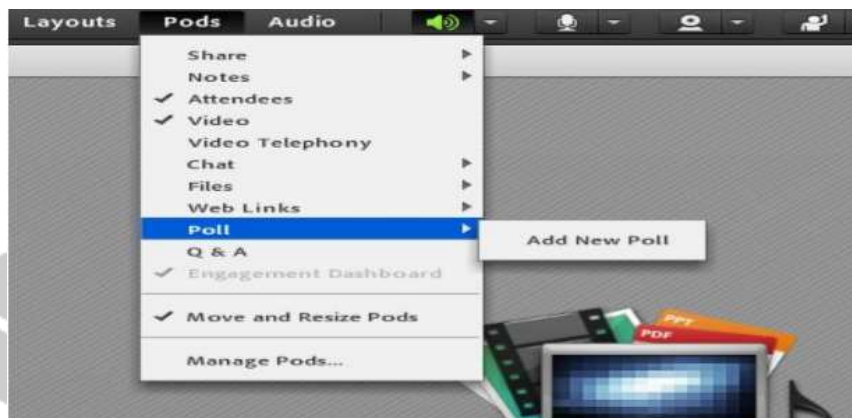 Layouts Pods Audio
Share
Notes
Attendees
Video
Video Telephony
Chat
Files
Web Links
Poll
Add New Poll
Q & A
Engagement Dashboard
Move and Resize Pods
Manage Pods...
PPT
PDF